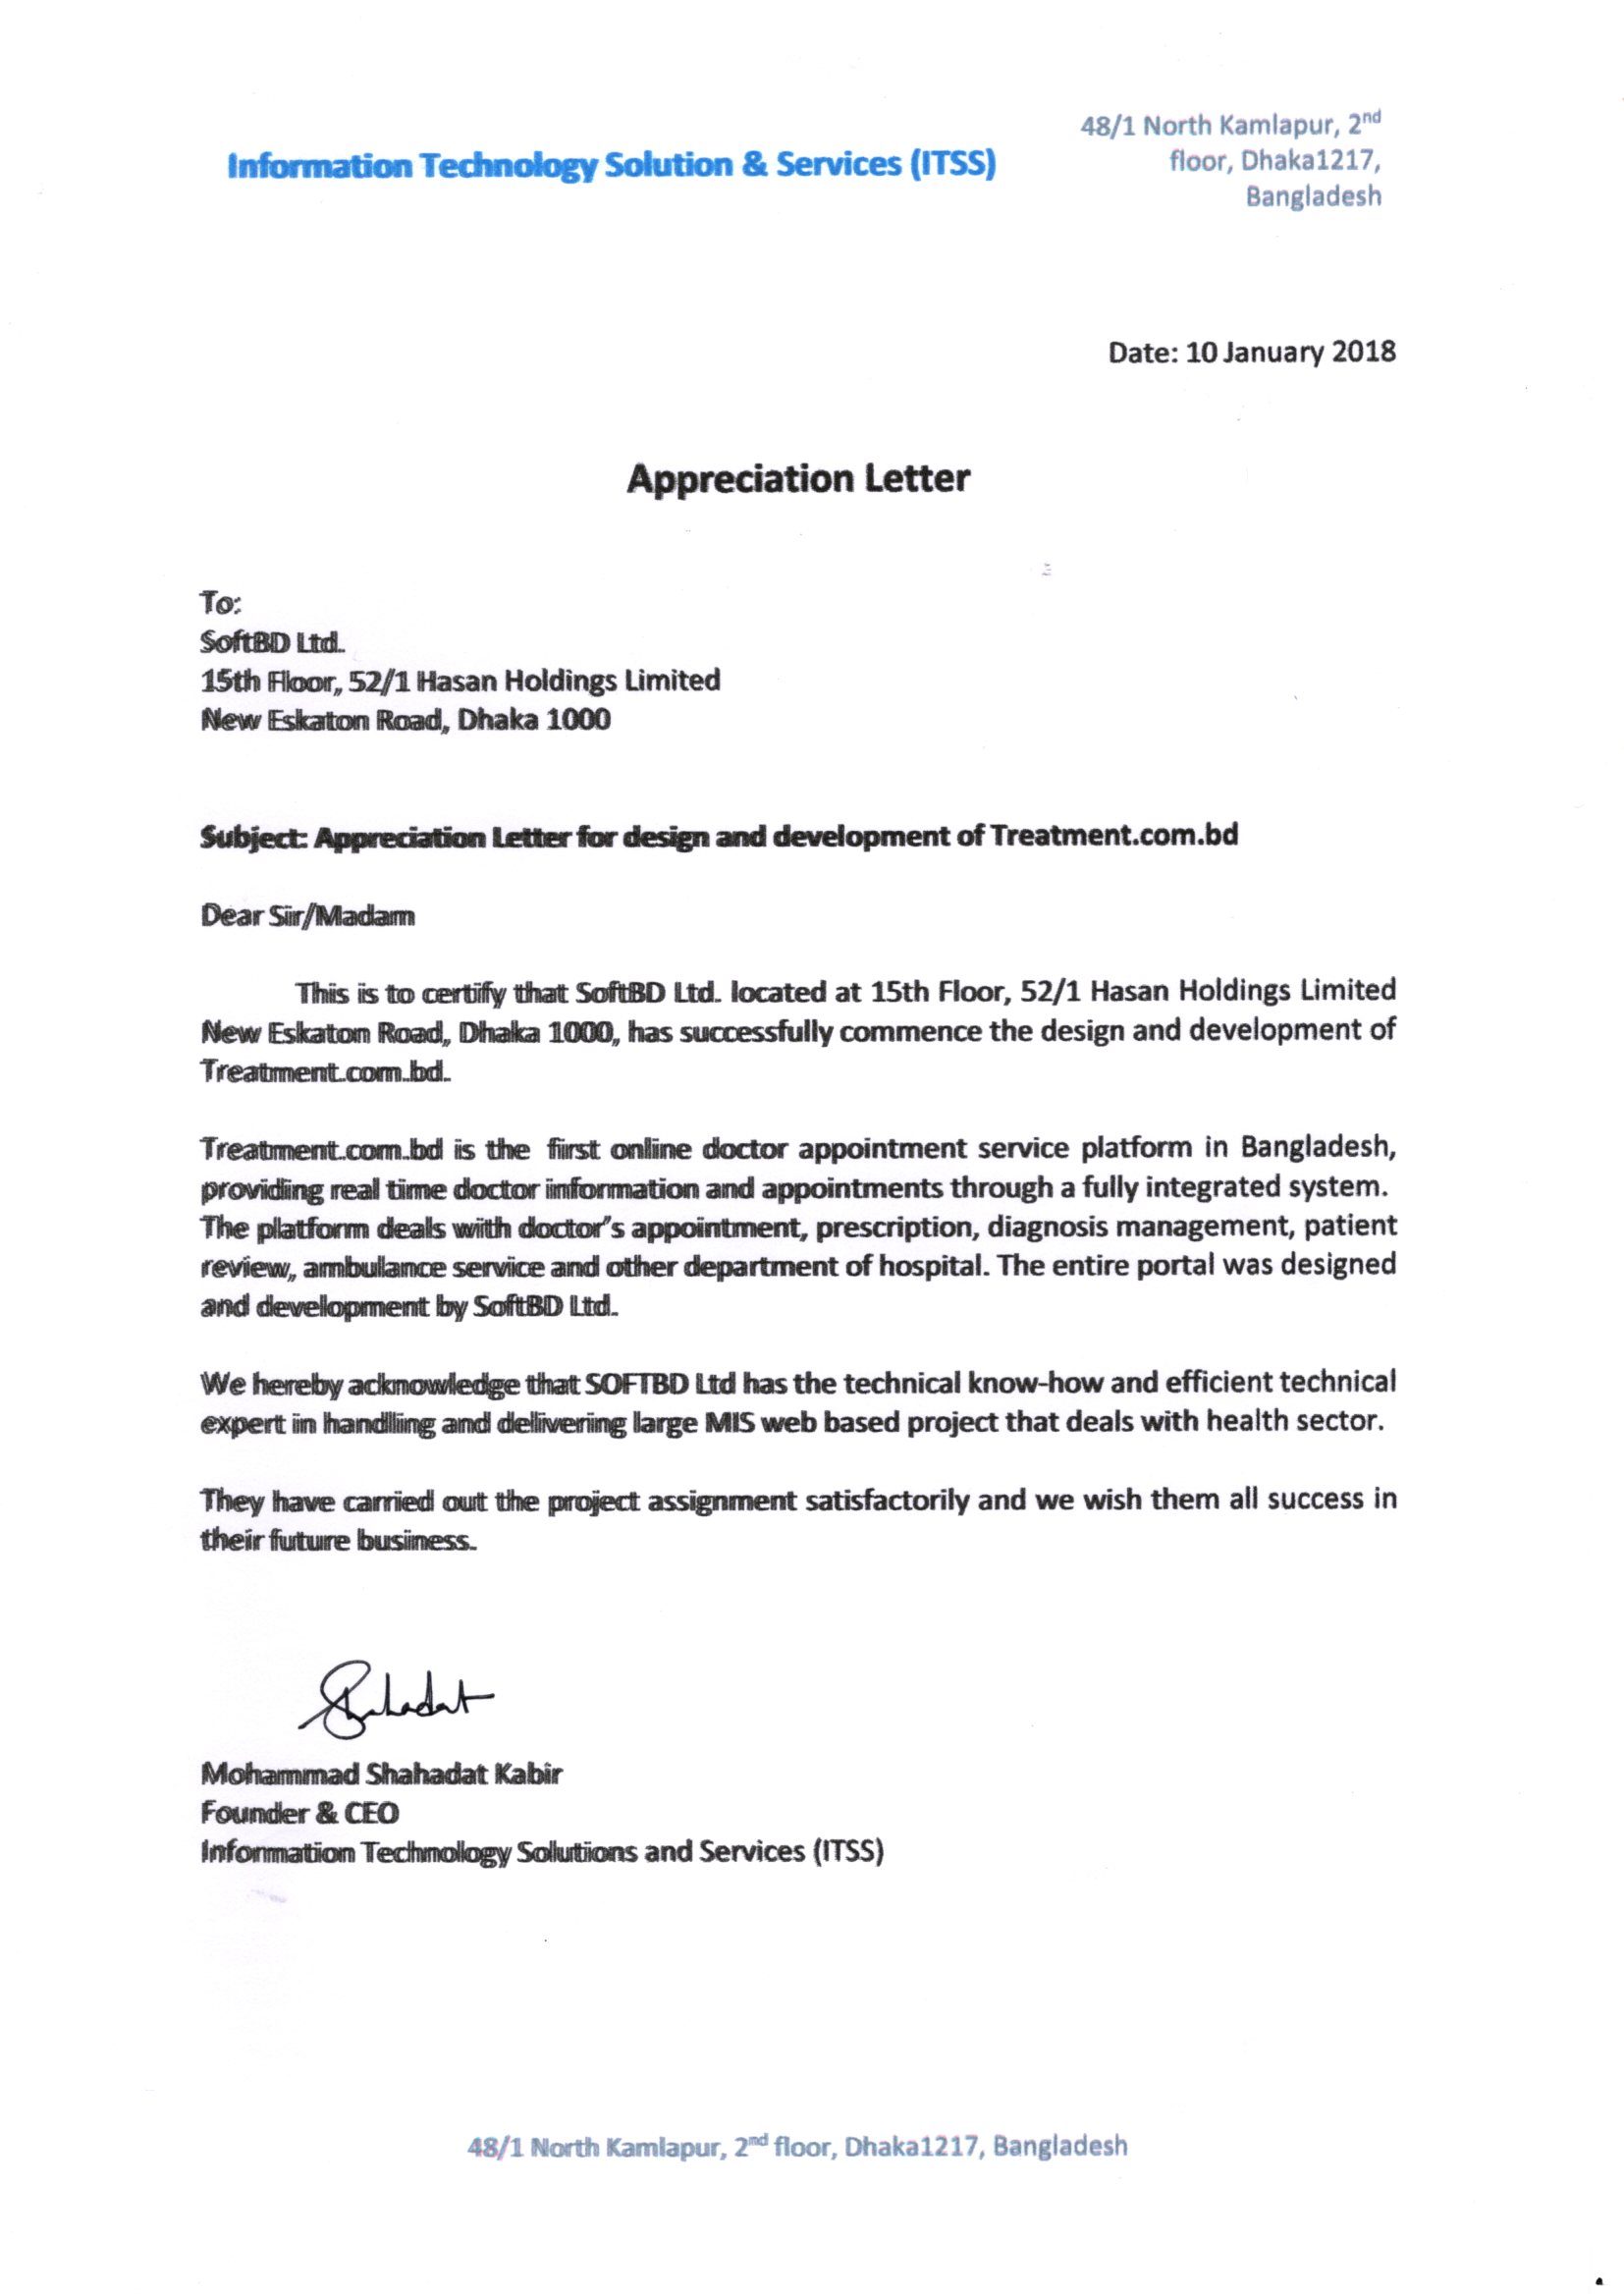 Information Technology Solution & Services (ITSS)
48/1 North Kamlapur, 2nd
floor, Dhaka1217,
Bangladesh
Date: 10 January 2018
Appreciation Letter
To:
SoftBD Ltd.
15th Floor, 52/1 Hasan Holdings Limited
New Eskaton Road, Dhaka 1000
Subject: Appreciation Letter for design and development of Treatment.com.bd
Dear Sir/Madam
This is to certify that SoftBD Ltd. located at 15th Floor, 52/1 Hasan Holdings Limited
New Eskaton Road, Dhaka 1000, has successfully commence the design and development of
Treatment.com.bd.
Treatment.com.bd is the first online doctor appointment service platform in Bangladesh,
providing real time doctor information and appointments through a fully integrated system.
The platform deals with doctor's appointment, prescription, diagnosis management, patient
review, ambulance service and other department of hospital. The entire portal was designed
and development by SoftBD Ltd.
We hereby acknowledge that SOFTBD Ltd has the technical know-how and efficient technical
expert in handling and delivering large MIS web based project that deals with health sector.
They have carried out the project assignment satisfactorily and we wish them all success in
their future business.
Shahadat
Mohammad Shahadat Kabir
Founder & CEO
Information Technology Solutions and Services (ITSS)
48/1 North Kamlapur, 2nd floor, Dhaka1217, Bangladesh